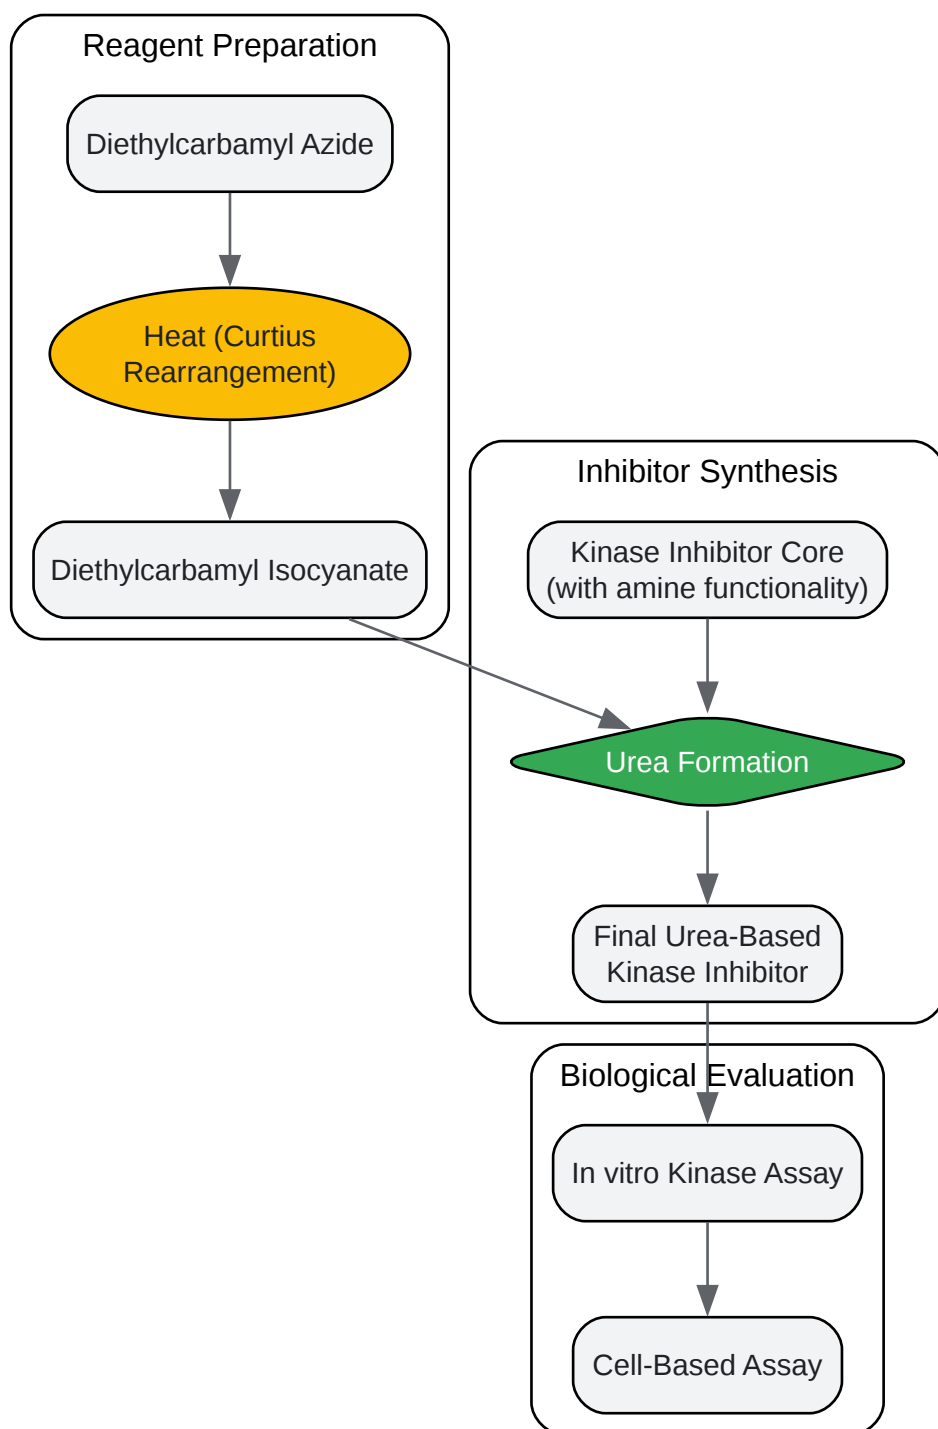 Reagent Preparation
Diethylcarbamyl Azide
Heat (Curtius
Rearrangement)
Diethylcarbamyl Isocyanate
Inhibitor Synthesis
Kinase Inhibitor Core
(with amine functionality)
Urea Formation
Final Urea-Based
Kinase Inhibitor
Biological Evaluation
In vitro Kinase Assay
Cell-Based Assay